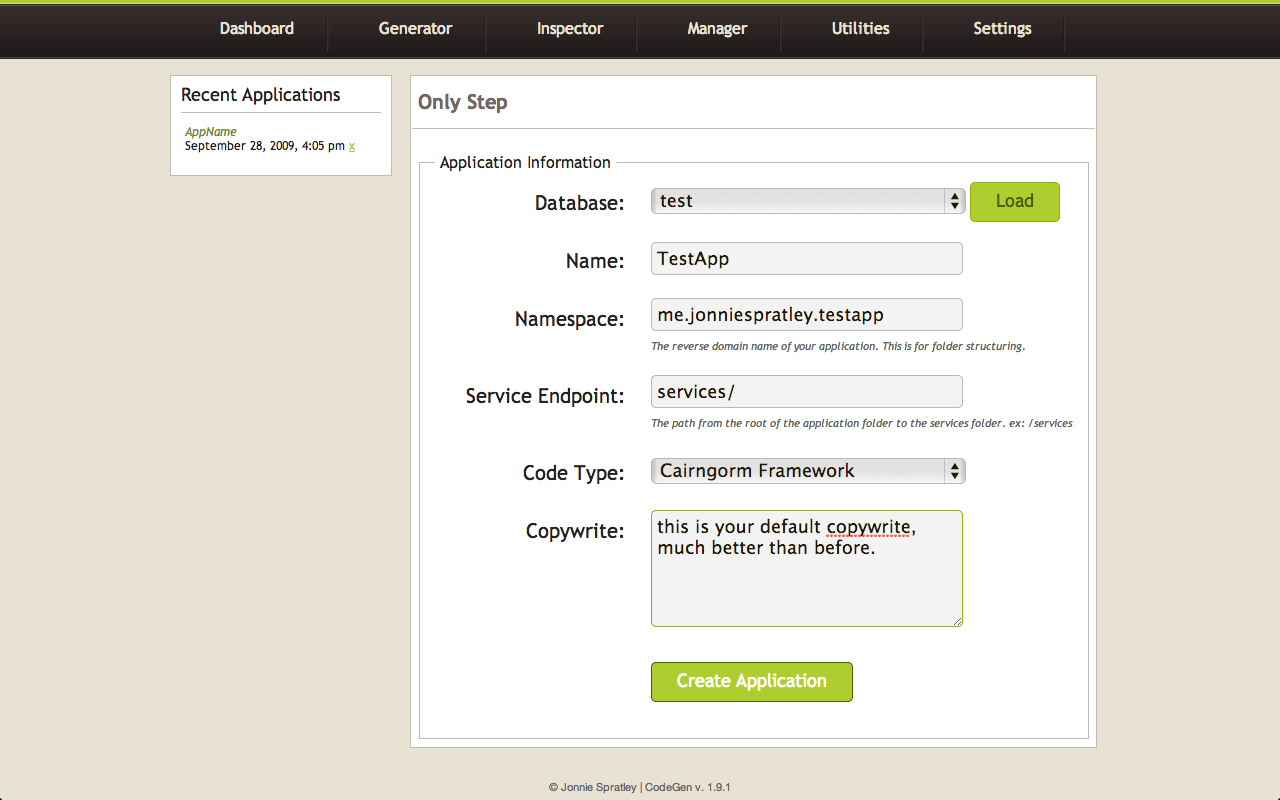 Dashboard Generator Inspector Manager Utilities Settings
Recent Applications
AppName
September 28, 2009, 4:05 pm x
Only Step
Application Information
Database: test Load
Name: TestApp
Namespace: me.jonniespratley.testapp
The reverse domain name of your application. This is for folder structuring.
Service Endpoint: services/
The path from the root of the application folder to the services folder. ex: /services
Code Type: Cairngorm Framework
Copywrite: this is your default copywrite,
much better than before.
Create Application
© Jonnie Spratley | CodeGen v. 1.9.1